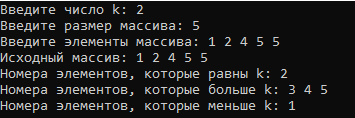 Введите число k: 2
Введите размер массива: 5
Введите элементы массива: 1 2 4 5 5
Исходный массив: 1 2 4 5 5
Номера элементов, которые равны k: 2
Номера элементов, которые больше k: 3 4 5
Номера элементов, которые меньше k: 1